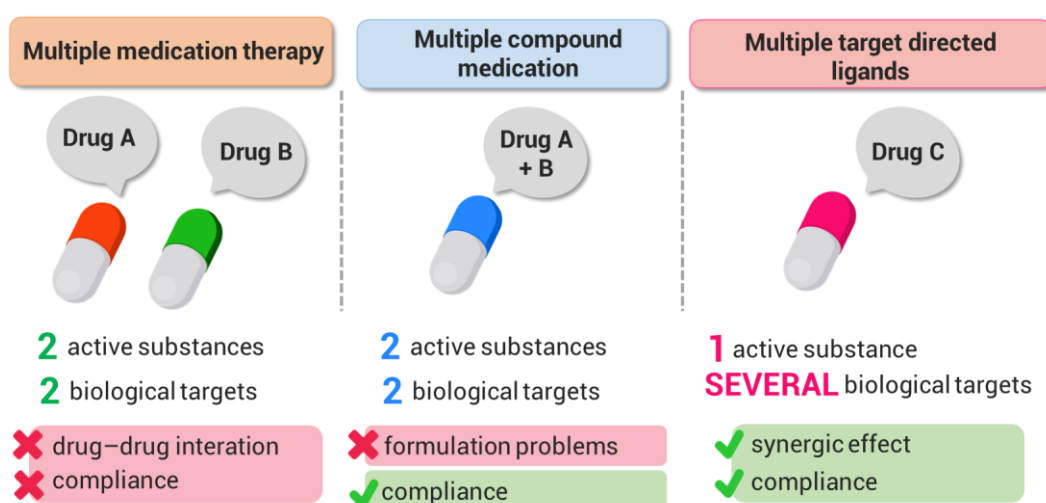 Multiple medication therapy
Drug A
Drug B
2 active substances
2 biological targets
drug–drug interation
compliance
Multiple compound
medication
Drug A
+ B
2 active substances
2 biological targets
formulation problems
compliance
Multiple target directed
ligands
Drug C
1 active substance
SEVERAL biological targets
synergic effect
compliance